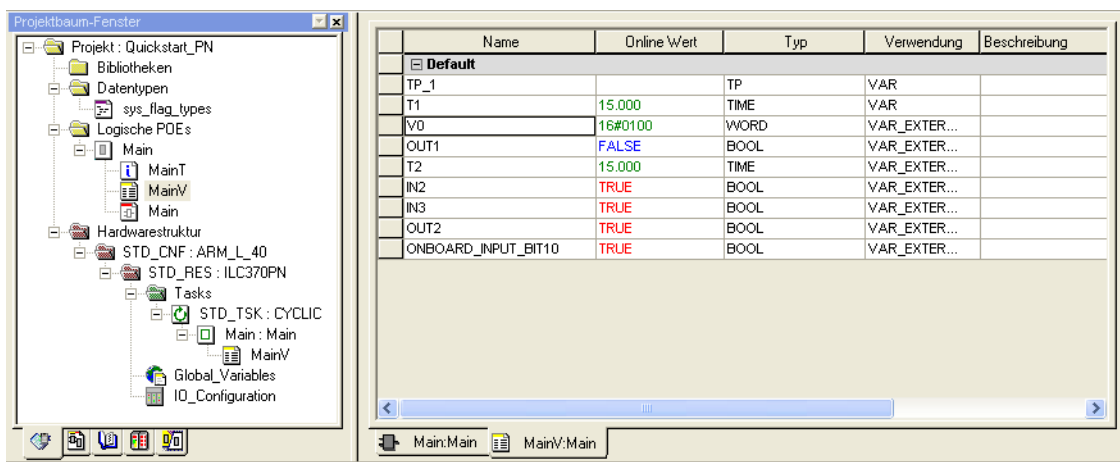 Projektbaum-Fenster
Projekt : Quickstart_PN
Bibliotheken
Datentypen
sys_flag_types
Logische POEs
Main
MainT
MainV
Main
Hardwarestruktur
STD_CNF : ARM_L_40
STD_RES : ILC370PN
Tasks
STD_TSK : CYCLIC
Main : Main
MainV
Global_Variables
IO_Configuration
Name Online Wert Typ Verwendung Beschreibung
Default
TP_1 TP VAR
T1 15.000 TIME VAR
V0 16#0100 WORD VAR_EXTER...
OUT1 FALSE BOOL VAR_EXTER...
T2 15.000 TIME VAR_EXTER...
IN2 TRUE BOOL VAR_EXTER...
IN3 TRUE BOOL VAR_EXTER...
OUT2 TRUE BOOL VAR_EXTER...
ONBOARD_INPUT_BIT10 TRUE BOOL VAR_EXTER...
Main:Main MainV:Main